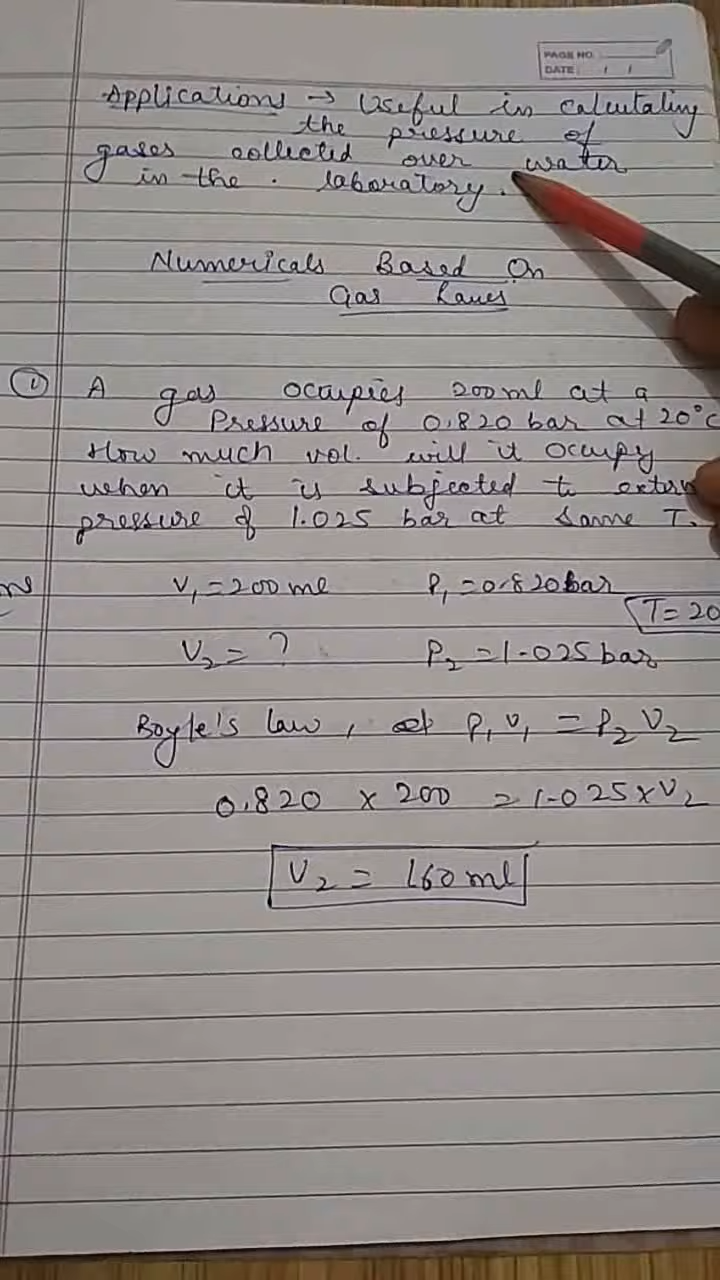 PAGE NO.
DATE: / /
Applications → Useful in calculating
the pressure of
gases collected over water
in the laboratory.
Numericals Based On
Gas Laws
① A gas occupies 200 ml at a
Pressure of 0.820 bar at 20°C
How much vol. will it occupy
when it is subjected to extern
pressure of 1.025 bar at same T.
V₁ = 200 ml P₁ = 0.820 bar
T = 20
V₂ = ? P₂ = 1.025 bar
Boyle's law, P₁V₁ = P₂V₂
0.820 × 200 = 1.025 × V₂
V₂ = 160 ml